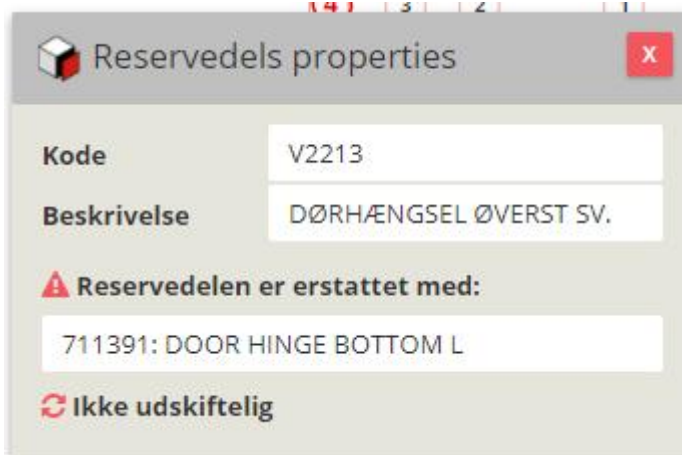 (4) 3 2 1
Reservedels properties X
Kode V2213
Beskrivelse DØRHÆNGSEL ØVERST SV.
Reservedelen er erstattet med:
711391: DOOR HINGE BOTTOM L
Ikke udskiftelig